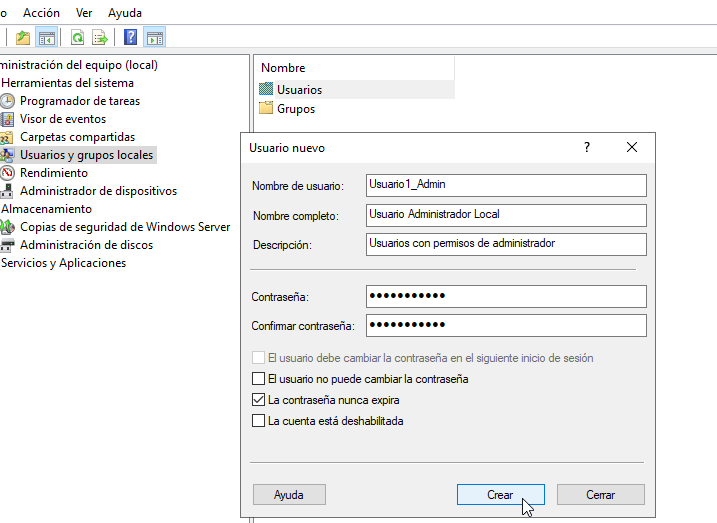 Acción Ver Ayuda
ministración del equipo (local)
Herramientas del sistema
Programador de tareas
Visor de eventos
Carpetas compartidas
Usuarios y grupos locales
Rendimiento
Administrador de dispositivos
Almacenamiento
Copias de seguridad de Windows Server
Administración de discos
Servicios y Aplicaciones
Nombre
Usuarios
Grupos
Usuario nuevo ?
Nombre de usuario: Usuario1_Admin
Nombre completo: Usuario Administrador Local
Descripción: Usuarios con permisos de administrador
Contraseña: •••••••••••
Confirmar contraseña: •••••••••••
El usuario debe cambiar la contraseña en el siguiente inicio de sesión
El usuario no puede cambiar la contraseña
La contraseña nunca expira
La cuenta está deshabilitada
Ayuda Crear Cerrar